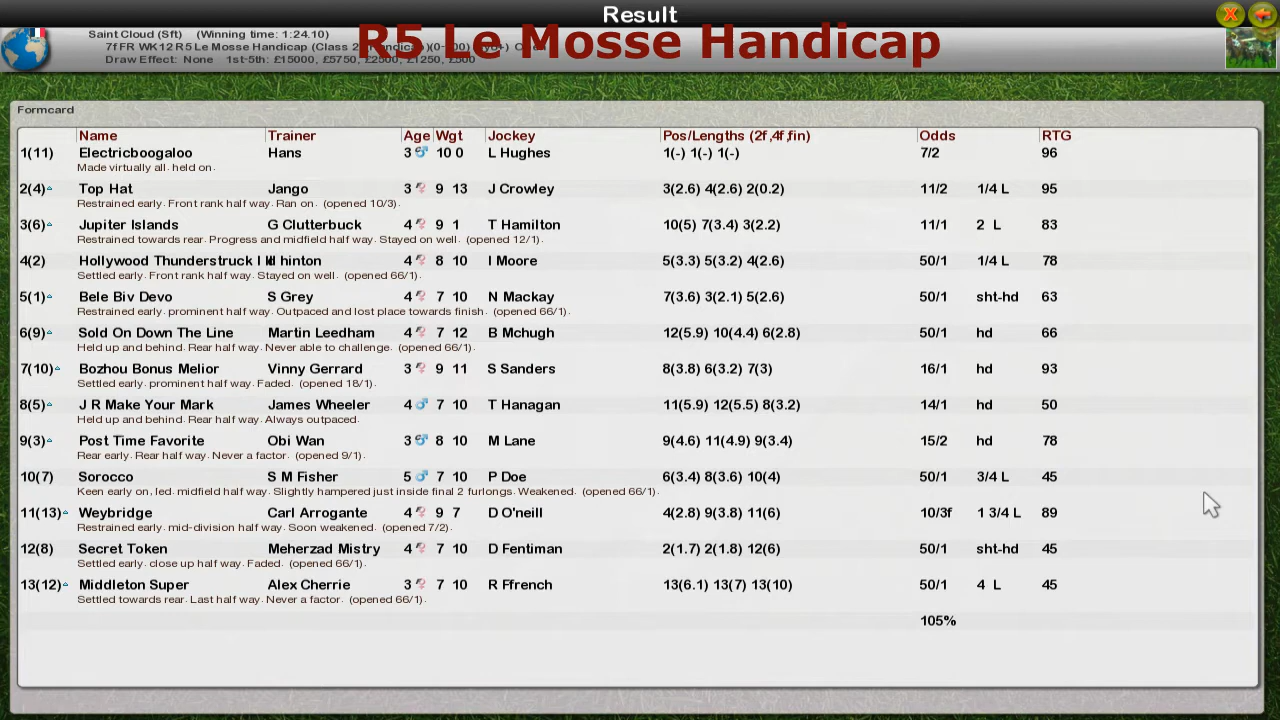 Result
R5 Le Mosse Handicap
Saint Cloud (Sft) (Winning time: 1:24.10)
7f FR WK12 R5 Le Mosse Handicap (Class 2
Draw Effect: None 1st-5th: £15000, £5750, £2500, £1250, £500
Formcard
Name Trainer Age Wgt Jockey Pos/Lengths (2f,4f,fin) Odds RTG
1(11) Electricboogaloo Hans 3 10 0 L Hughes 1(-) 1(-) 1(-) 7/2 96
Made virtually all. held on.
2(4) Top Hat Jango 3 9 13 J Crowley 3(2.6) 4(2.6) 2(0.2) 11/2 1/4 L 95
Restrained early. Front rank half way. Ran on. (opened 10/3).
3(6) Jupiter Islands G Clutterbuck 4 9 1 T Hamilton 10(5) 7(3.4) 3(2.2) 11/1 2 L 83
Restrained towards rear. Progress and midfield half way. Stayed on well. (opened 12/1).
4(2) Hollywood Thunderstruck hinton 4 8 10 I Moore 5(3.3) 5(3.2) 4(2.6) 50/1 1/4 L 78
Settled early. Front rank half way. Stayed on well. (opened 66/1).
5(1) Bele Biv Devo S Grey 4 7 10 N Mackay 7(3.6) 3(2.1) 5(2.6) 50/1 sht-hd 63
Restrained early. prominent half way. Outpaced and lost place towards finish. (opened 66/1).
6(9) Sold On Down The Line Martin Leedham 4 7 12 B Mchugh 12(5.9) 10(4.4) 6(2.8) 50/1 hd 66
Held up and behind. Rear half way. Never able to challenge. (opened 66/1).
7(10) Bozhou Bonus Melior Vinny Gerrard 3 9 11 S Sanders 8(3.8) 6(3.2) 7(3) 16/1 hd 93
Settled early. prominent half way. Faded. (opened 18/1).
8(5) J R Make Your Mark James Wheeler 4 7 10 T Hanagan 11(5.9) 12(5.5) 8(3.2) 14/1 hd 50
Held up and behind. Rear half way. Always outpaced.
9(3) Post Time Favorite Obi Wan 3 8 10 M Lane 9(4.6) 11(4.9) 9(3.4) 15/2 hd 78
Rear early. Rear half way. Never a factor. (opened 9/1).
10(7) Sorocco S M Fisher 5 7 10 P Doe 6(3.4) 8(3.6) 10(4) 50/1 3/4 L 45
Keen early on, led. midfield half way. Slightly hampered just inside final 2 furlongs. Weakened. (opened 66/1).
11(13) Weybridge Carl Arrogante 4 9 7 D O'neill 4(2.8) 9(3.8) 11(6) 10/3f 1 3/4 L 89
Restrained early. mid-division half way. Soon weakened. (opened 7/2).
12(8) Secret Token Meherzad Mistry 4 7 10 D Fentiman 2(1.7) 2(1.8) 12(6) 50/1 sht-hd 45
Settled early. close up half way. Faded. (opened 66/1).
13(12) Middleton Super Alex Cherrie 3 7 10 R Ffrench 13(6.1) 13(7) 13(10) 50/1 4 L 45
Settled towards rear. Last half way. Never a factor. (opened 66/1).
105%